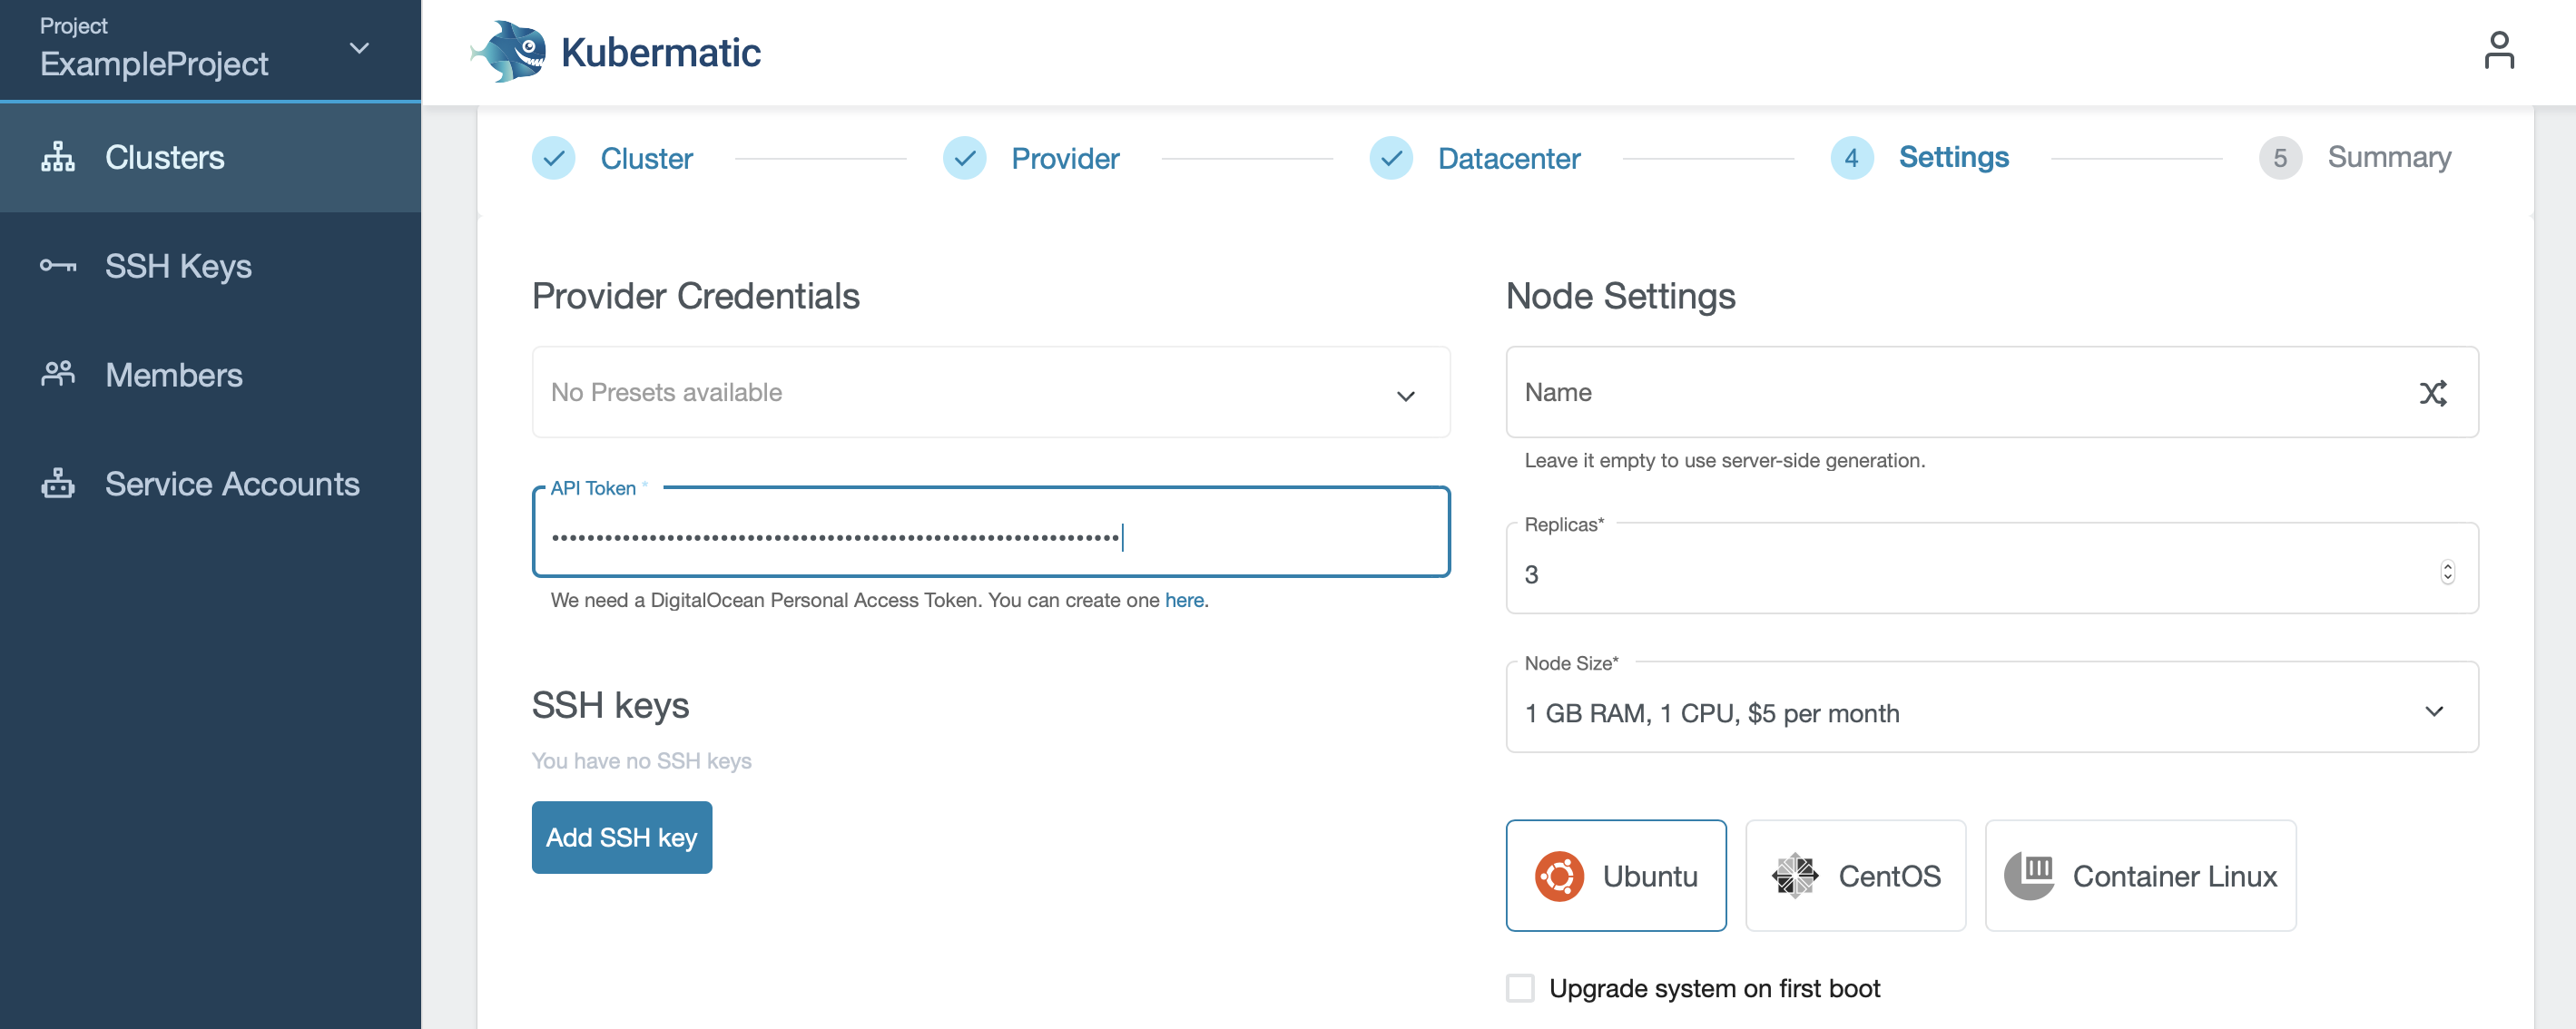 Project
ExampleProject
Kubermatic
Clusters
SSH Keys
Members
Service Accounts
Cluster
Provider
Datacenter
4 Settings
5 Summary
Provider Credentials
No Presets available
API Token *
••••••••••••••••••••••••••••••••••••••••••••••••••••••••••••••••
We need a DigitalOcean Personal Access Token. You can create one here.
SSH keys
You have no SSH keys
Add SSH key
Node Settings
Name
Leave it empty to use server-side generation.
Replicas*
3
Node Size*
1 GB RAM, 1 CPU, $5 per month
Ubuntu
CentOS
Container Linux
Upgrade system on first boot